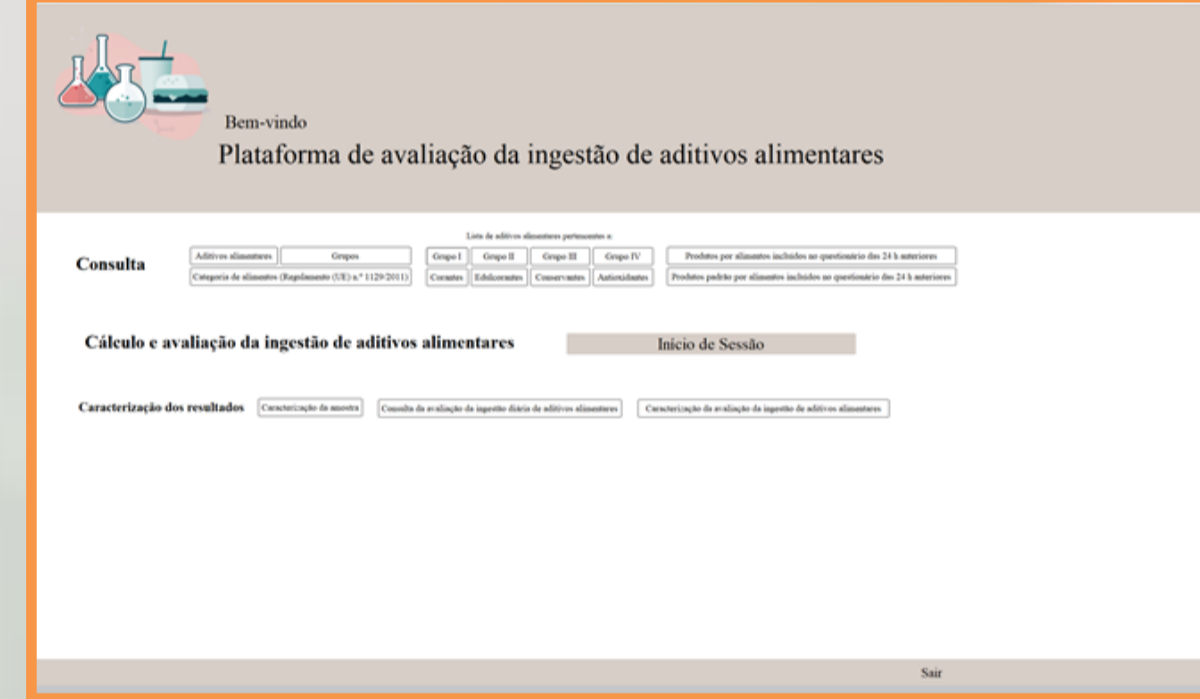 Bem-vindo
Plataforma de avaliação da ingestão de aditivos alimentares
Lista de aditivos alimentares pertencentes a:
Consulta
Aditivos alimentares Grupos Grupo I Grupo II Grupo III Grupo IV Produtos por alimentos incluídos no questionário das 24 h anteriores
Categoria de alimentos (Regulamento (UE) n.º 1129/2011) Corantes Edulcorantes Conservantes Antioxidantes Produtos padrão por alimentos incluídos no questionário das 24 h anteriores
Cálculo e avaliação da ingestão de aditivos alimentares Início de Sessão
Caracterização dos resultados Caracterização da amostra Consulta da avaliação da ingestão diária de aditivos alimentares Caracterização da avaliação da ingestão de aditivos alimentares
Sair